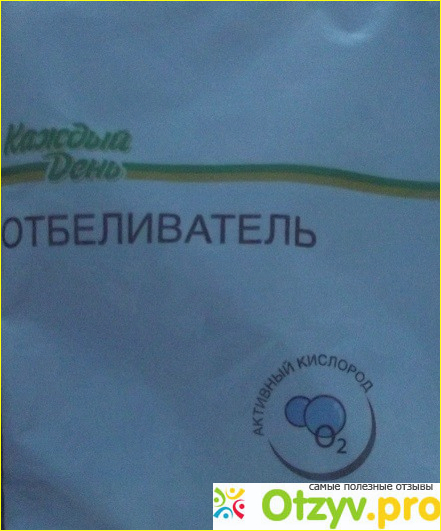 Каждый
День
ОТБЕЛИВАТЕЛЬ
АКТИВНЫЙ КИСЛОРОД
O2
самые полезные отзывы
Otzyv.pro